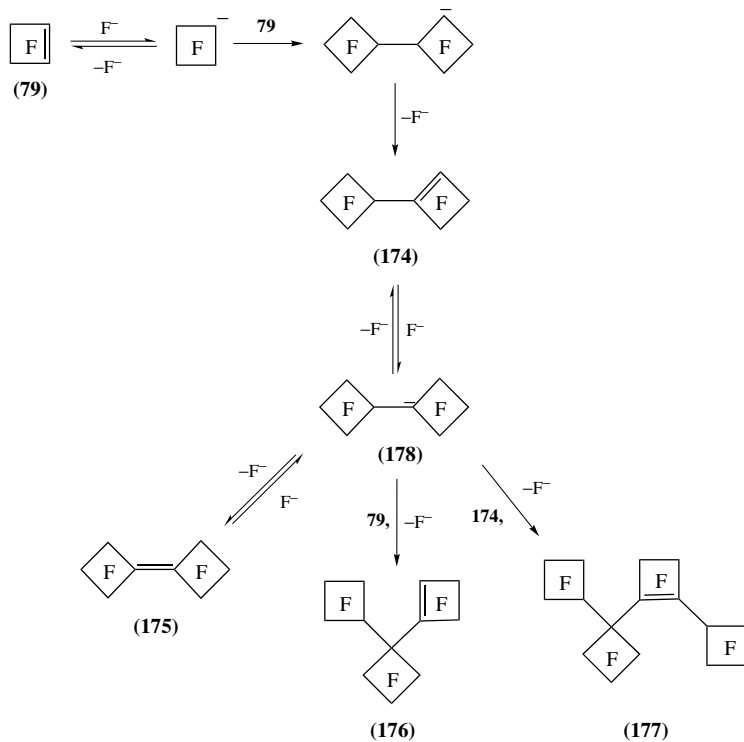 F⁻
79
F
–F⁻
F
–
F
F
–
(79)
–F⁻
F
F
(174)
–F⁻
F⁻
F
F
–
(178)
–F⁻
F⁻
79,
–F⁻
174,
–F⁻
F
F
(175)
F
F
F
(176)
F
F
F
F
(177)